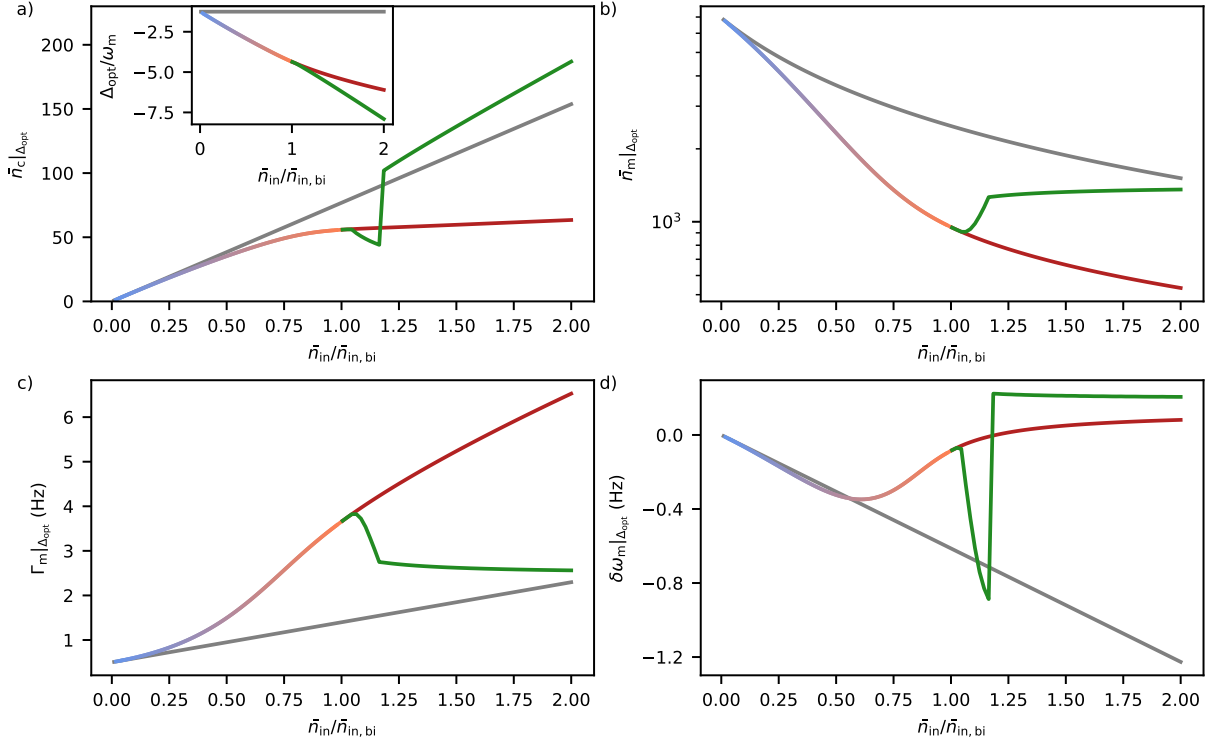 a)
200
150
100
50
0
n̄c|Δopt
0.00 0.25 0.50 0.75 1.00 1.25 1.50 1.75 2.00
n̄in/n̄in, bi
−2.5
−5.0
−7.5
Δopt/ωm
0 1 2
n̄in/n̄in, bi
b)
10³
n̄m|Δopt
0.00 0.25 0.50 0.75 1.00 1.25 1.50 1.75 2.00
n̄in/n̄in, bi
c)
6
5
4
3
2
1
Γm|Δopt (Hz)
0.00 0.25 0.50 0.75 1.00 1.25 1.50 1.75 2.00
n̄in/n̄in, bi
d)
0.0
−0.4
−0.8
−1.2
δωm|Δopt (Hz)
0.00 0.25 0.50 0.75 1.00 1.25 1.50 1.75 2.00
n̄in/n̄in, bi